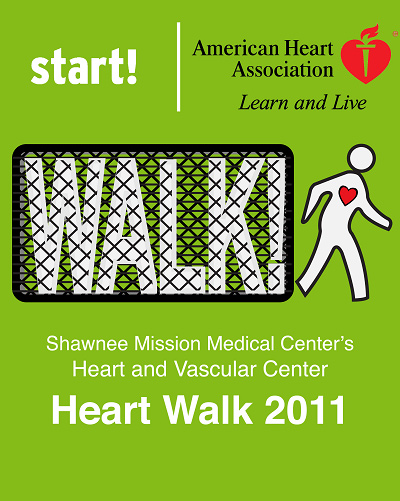 start!
American Heart
Association
®
Learn and Live
WALK!
Shawnee Mission Medical Center's
Heart and Vascular Center
Heart Walk 2011